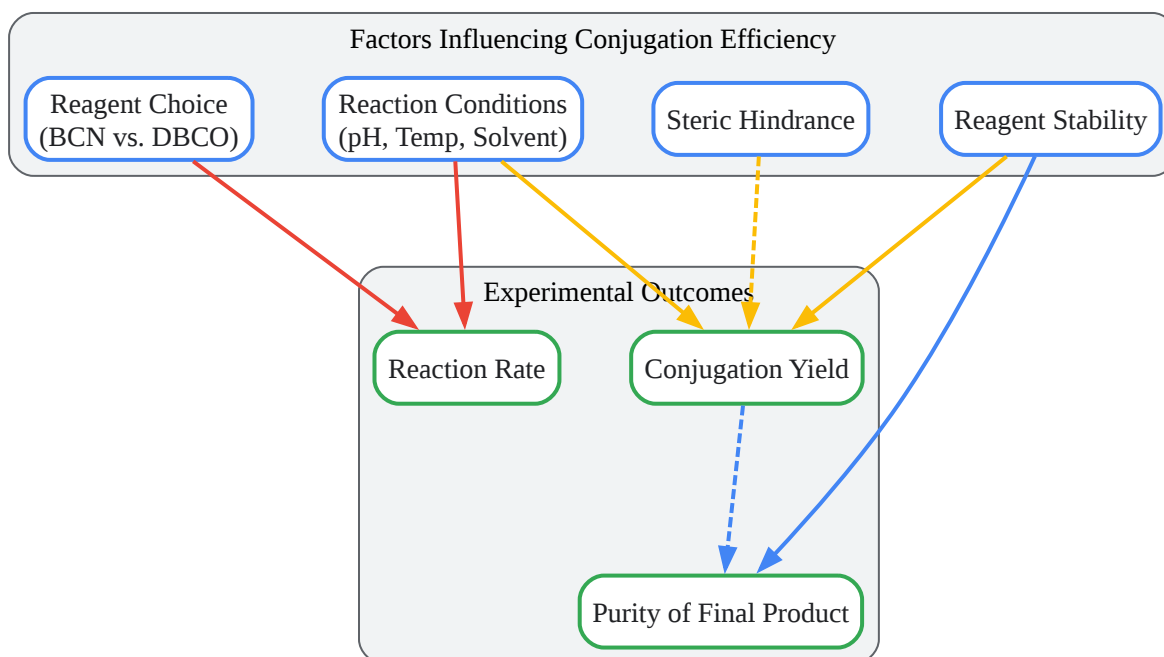 Factors Influencing Conjugation Efficiency
Reagent Choice
(BCN vs. DBCO)
Reaction Conditions
(pH, Temp, Solvent)
Steric Hindrance
Reagent Stability
Experimental Outcomes
Reaction Rate
Conjugation Yield
Purity of Final Product